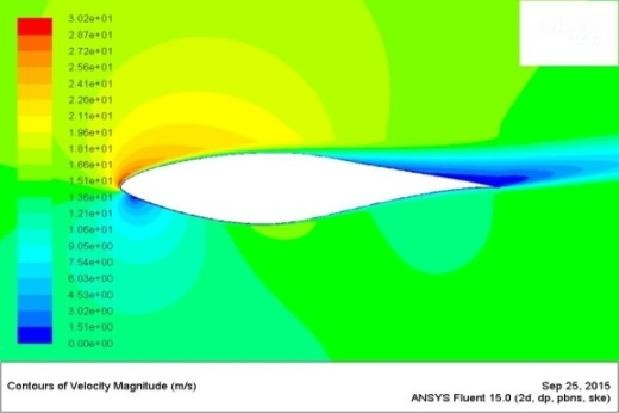 3.02e+01
2.87e+01
2.72e+01
2.56e+01
2.41e+01
2.26e+01
2.11e+01
1.96e+01
1.81e+01
1.66e+01
1.51e+01
1.36e+01
1.21e+01
1.06e+01
9.05e+00
7.54e+00
6.03e+00
4.53e+00
3.02e+00
1.51e+00
0.00e+00
Contours of Velocity Magnitude (m/s)
Sep 25, 2015
ANSYS Fluent 15.0 (2d, dp, pbns, ske)